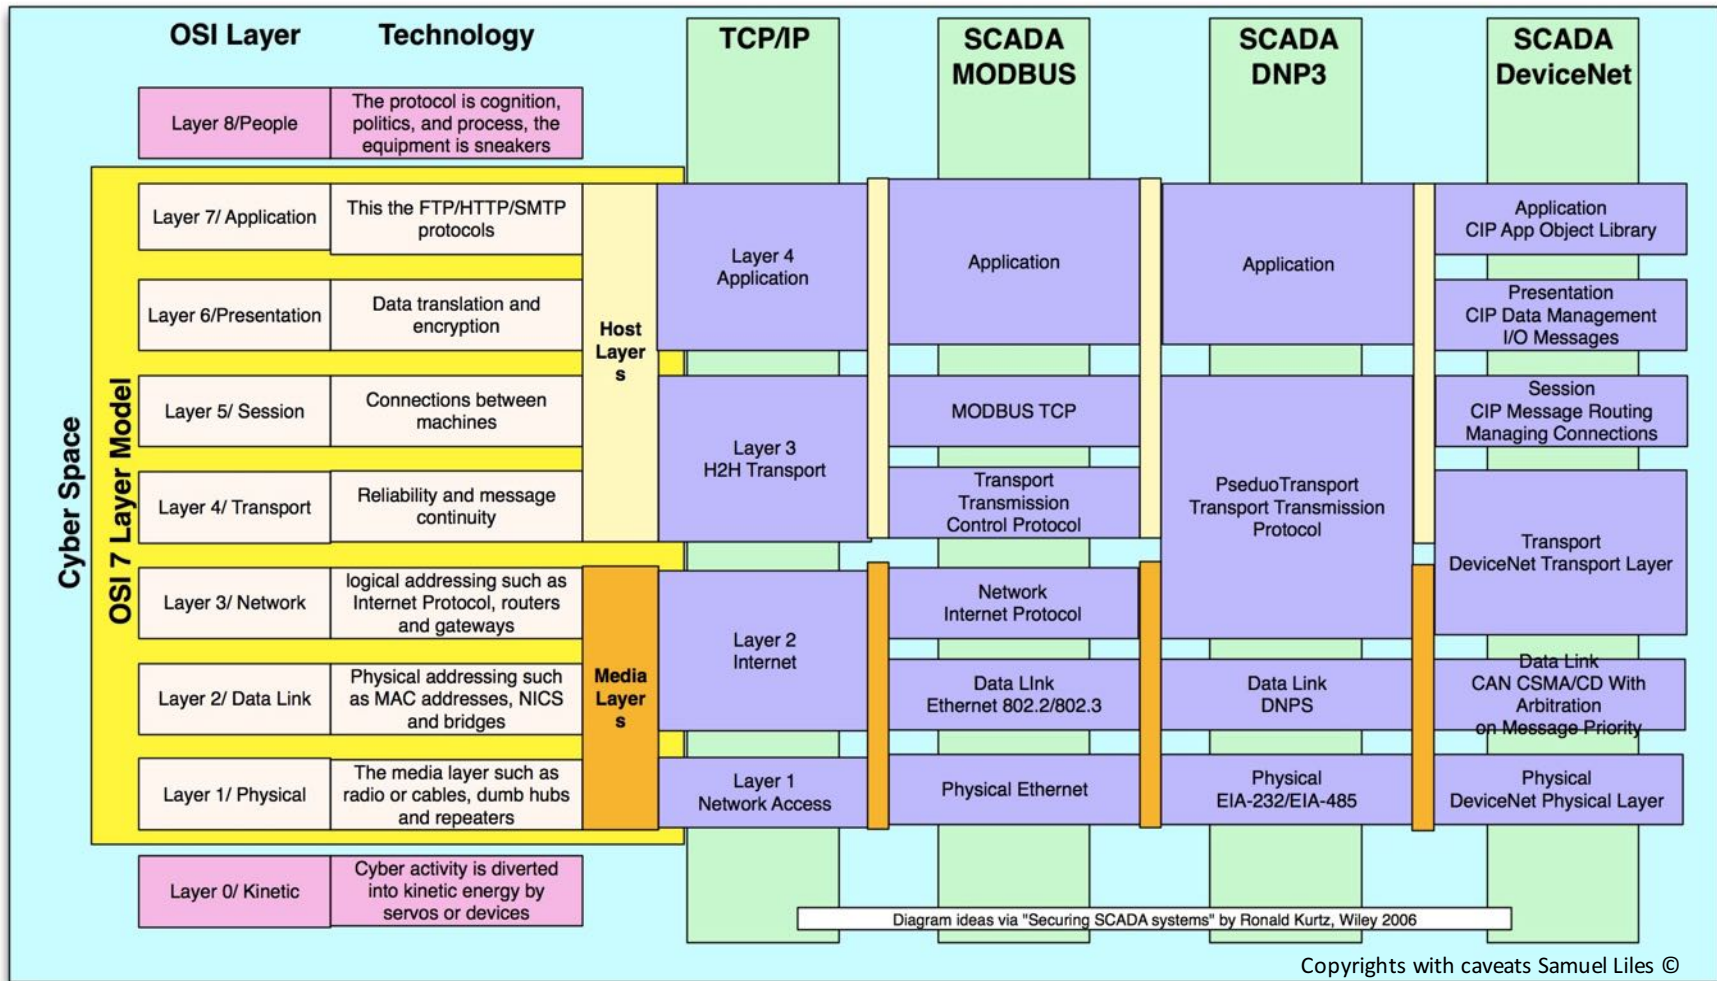 OSI Layer
Technology
TCP/IP
SCADA
MODBUS
SCADA
DNP3
SCADA
DeviceNet
Layer 8/People
The protocol is cognition,
politics, and process, the
equipment is sneakers
Cyber Space
OSI 7 Layer Model
Layer 7/ Application
This the FTP/HTTP/SMTP
protocols
Layer 6/Presentation
Data translation and
encryption
Layer 5/ Session
Connections between
machines
Layer 4/ Transport
Reliability and message
continuity
Layer 3/ Network
logical addressing such as
Internet Protocol, routers
and gateways
Layer 2/ Data Link
Physical addressing such
as MAC addresses, NICS
and bridges
Layer 1/ Physical
The media layer such as
radio or cables, dumb hubs
and repeaters
Layer 0/ Kinetic
Cyber activity is diverted
into kinetic energy by
servos or devices
Host
Layer
s
Media
Layer
s
Layer 4
Application
Layer 3
H2H Transport
Layer 2
Internet
Layer 1
Network Access
Application
MODBUS TCP
Transport
Transmission
Control Protocol
Network
Internet Protocol
Data LInk
Ethernet 802.2/802.3
Physical Ethernet
Application
PseduoTransport
Transport Transmission
Protocol
Data Link
DNPS
Physical
EIA-232/EIA-485
Application
CIP App Object Library
Presentation
CIP Data Management
I/O Messages
Session
CIP Message Routing
Managing Connections
Transport
DeviceNet Transport Layer
Data Link
CAN CSMA/CD With
Arbitration
on Message Priority
Physical
DeviceNet Physical Layer
Diagram ideas via "Securing SCADA systems" by Ronald Kurtz, Wiley 2006
Copyrights with caveats Samuel Liles ©